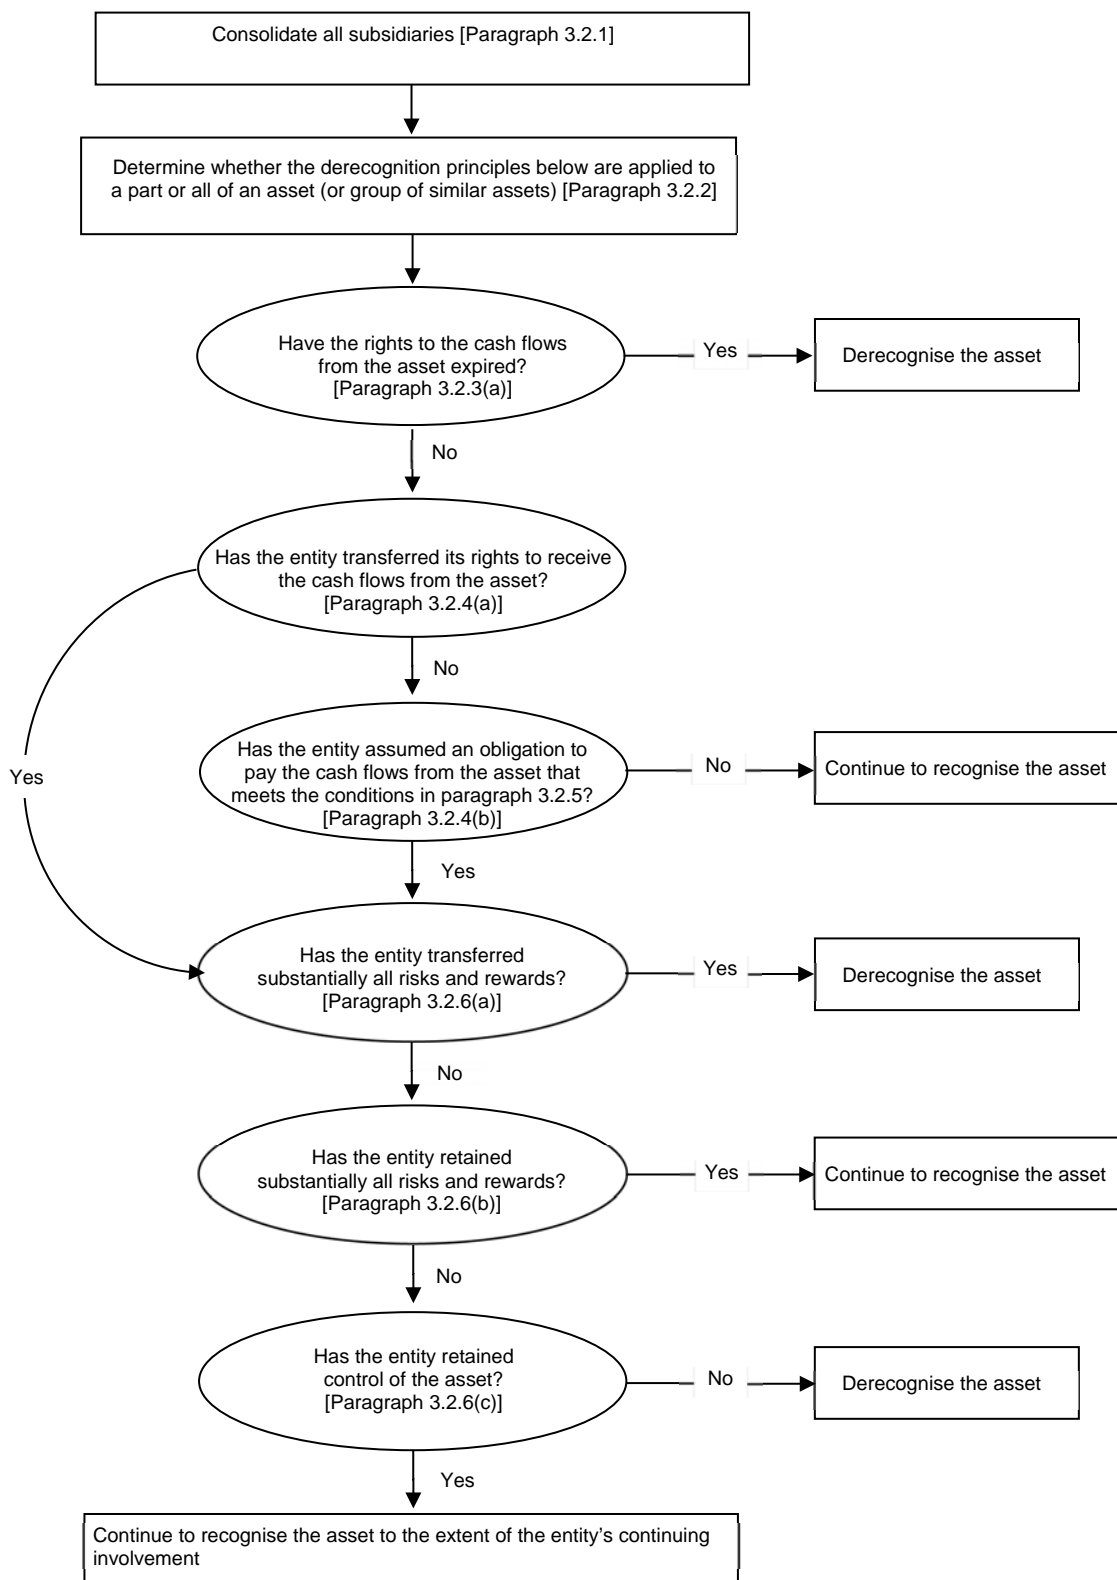 Consolidate all subsidiaries [Paragraph 3.2.1]
Determine whether the derecognition principles below are applied to
a part or all of an asset (or group of similar assets) [Paragraph 3.2.2]
Have the rights to the cash flows
from the asset expired?
[Paragraph 3.2.3(a)]
Yes
Derecognise the asset
No
Has the entity transferred its rights to receive
the cash flows from the asset?
[Paragraph 3.2.4(a)]
No
Yes
Has the entity assumed an obligation to
pay the cash flows from the asset that
meets the conditions in paragraph 3.2.5?
[Paragraph 3.2.4(b)]
No
Continue to recognise the asset
Yes
Has the entity transferred
substantially all risks and rewards?
[Paragraph 3.2.6(a)]
Yes
Derecognise the asset
No
Has the entity retained
substantially all risks and rewards?
[Paragraph 3.2.6(b)]
Yes
Continue to recognise the asset
No
Has the entity retained
control of the asset?
[Paragraph 3.2.6(c)]
No
Derecognise the asset
Yes
Continue to recognise the asset to the extent of the entity's continuing
involvement